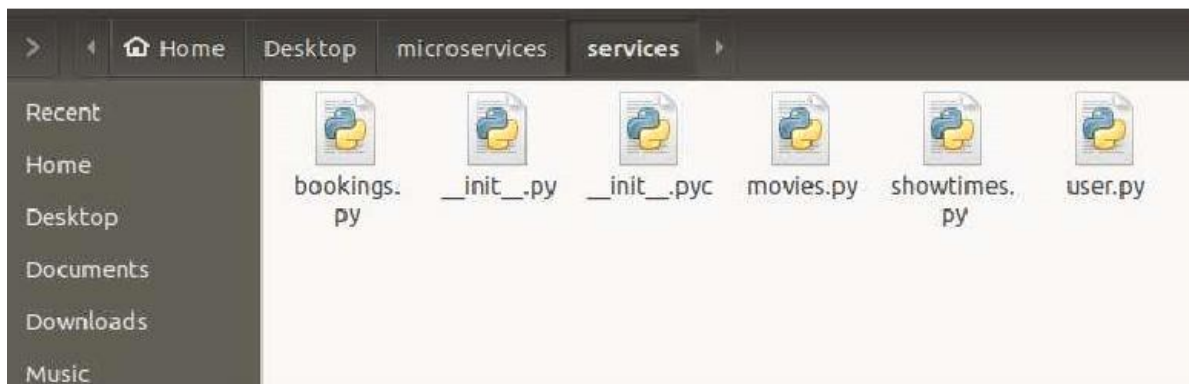 Home Desktop microservices services
Recent
Home
Desktop
Documents
Downloads
Music
bookings.
py
__init__.py
__init__.pyc
movies.py
showtimes.
py
user.py